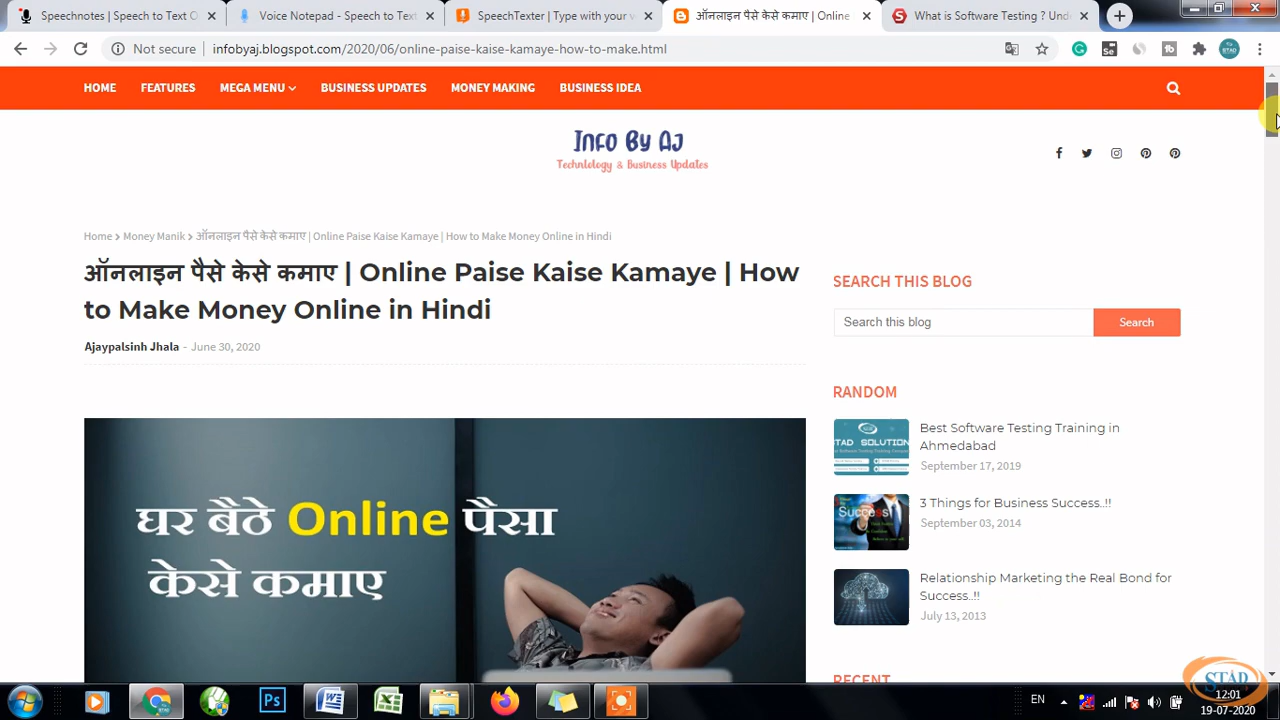 Speechnotes | Speech to Text O
Voice Notepad - Speech to Tex
SpeechTexter | Type with your v
ऑनलाइन पैसे केसे कमाए | Online
What is Software Testing ? Und
Not secure
infobyaj.blogspot.com/2020/06/online-paise-kaise-kamaye-how-to-make.html
HOME FEATURES MEGA MENU BUSINESS UPDATES MONEY MAKING BUSINESS IDEA
Info By Aj
Technlology & Business Updates
Home > Money Manik > ऑनलाइन पैसे केसे कमाए | Online Paise Kaise Kamaye | How to Make Money Online in Hindi
ऑनलाइन पैसे केसे कमाए | Online Paise Kaise Kamaye | How
to Make Money Online in Hindi
Ajaypalsinh Jhala - June 30, 2020
घर बैठे Online पैसा
केसे कमाए
SEARCH THIS BLOG
Search this blog
Search
RANDOM
STAD SOLUTION
Best Software Testing Training in
Ahmedabad
September 17, 2019
Success
3 Things for Business Success..!!
September 03, 2014
Relationship Marketing the Real Bond for
Success..!!
July 13, 2013
RECENT
STAD
EN
12:01
19-07-2020